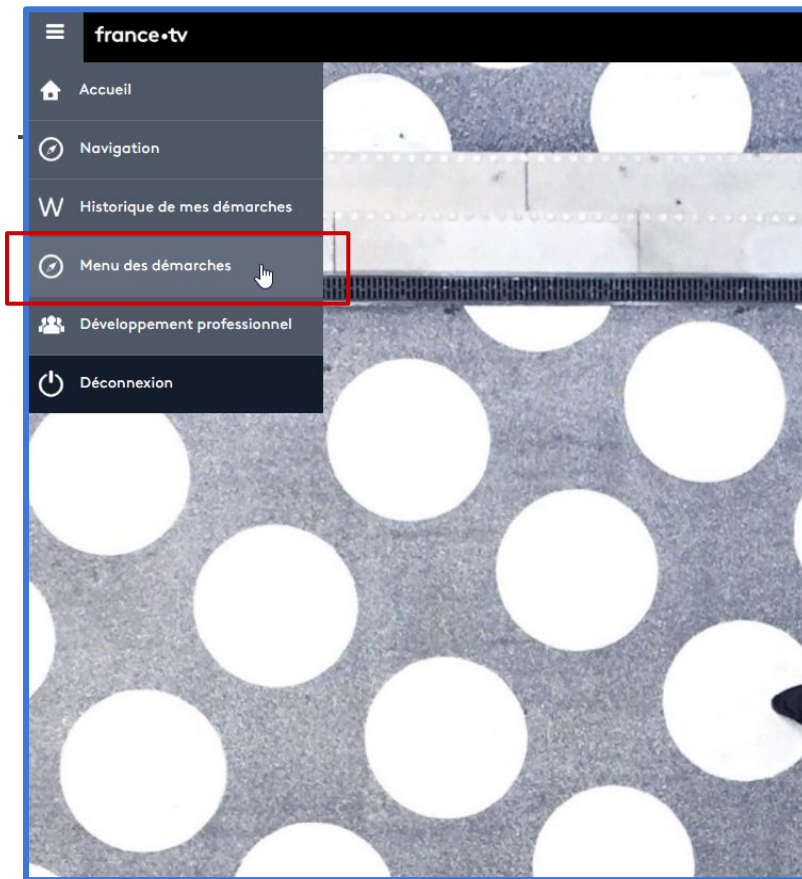 france•tv
Accueil
Navigation
Historique de mes démarches
Menu des démarches
Développement professionnel
Déconnexion